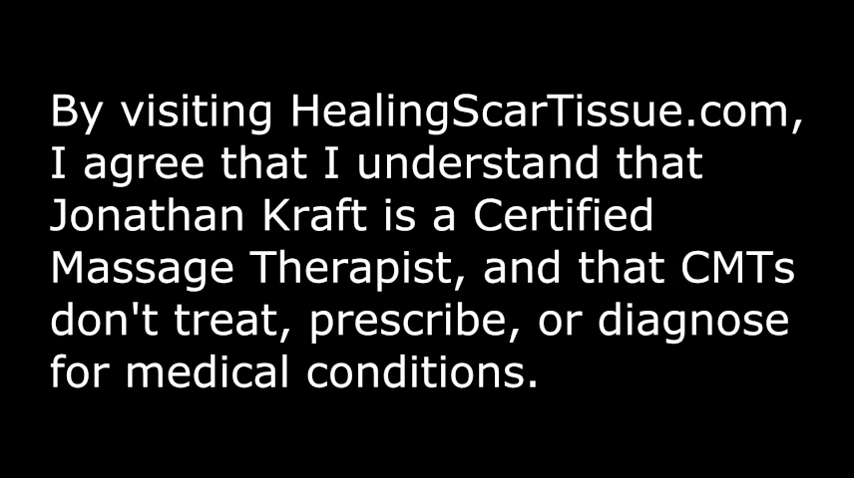 By visiting HealingScarTissue.com,
I agree that I understand that
Jonathan Kraft is a Certified
Massage Therapist, and that CMTs
don't treat, prescribe, or diagnose
for medical conditions.